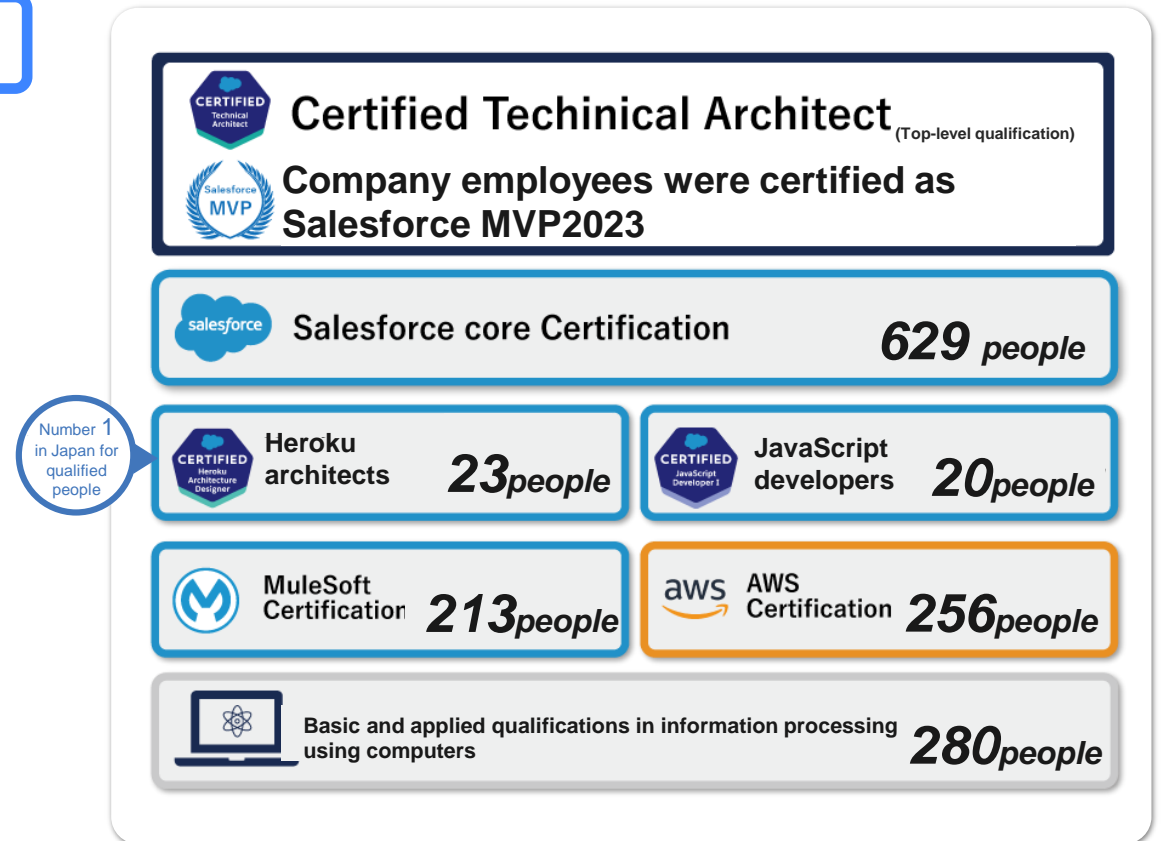 CERTIFIED
Technical
Architect
Certified Techinical Architect (Top-level qualification)
Salesforce
MVP
Company employees were certified as
Salesforce MVP2023
salesforce
Salesforce core Certification
629 people
Number 1
in Japan for
qualified
people
CERTIFIED
Heroku
Architecture
Designer
Heroku
architects
23people
CERTIFIED
JavaScript
Developer I
JavaScript
developers
20people
MuleSoft
Certification
213people
aws
AWS
Certification
256people
Basic and applied qualifications in information processing
using computers
280people